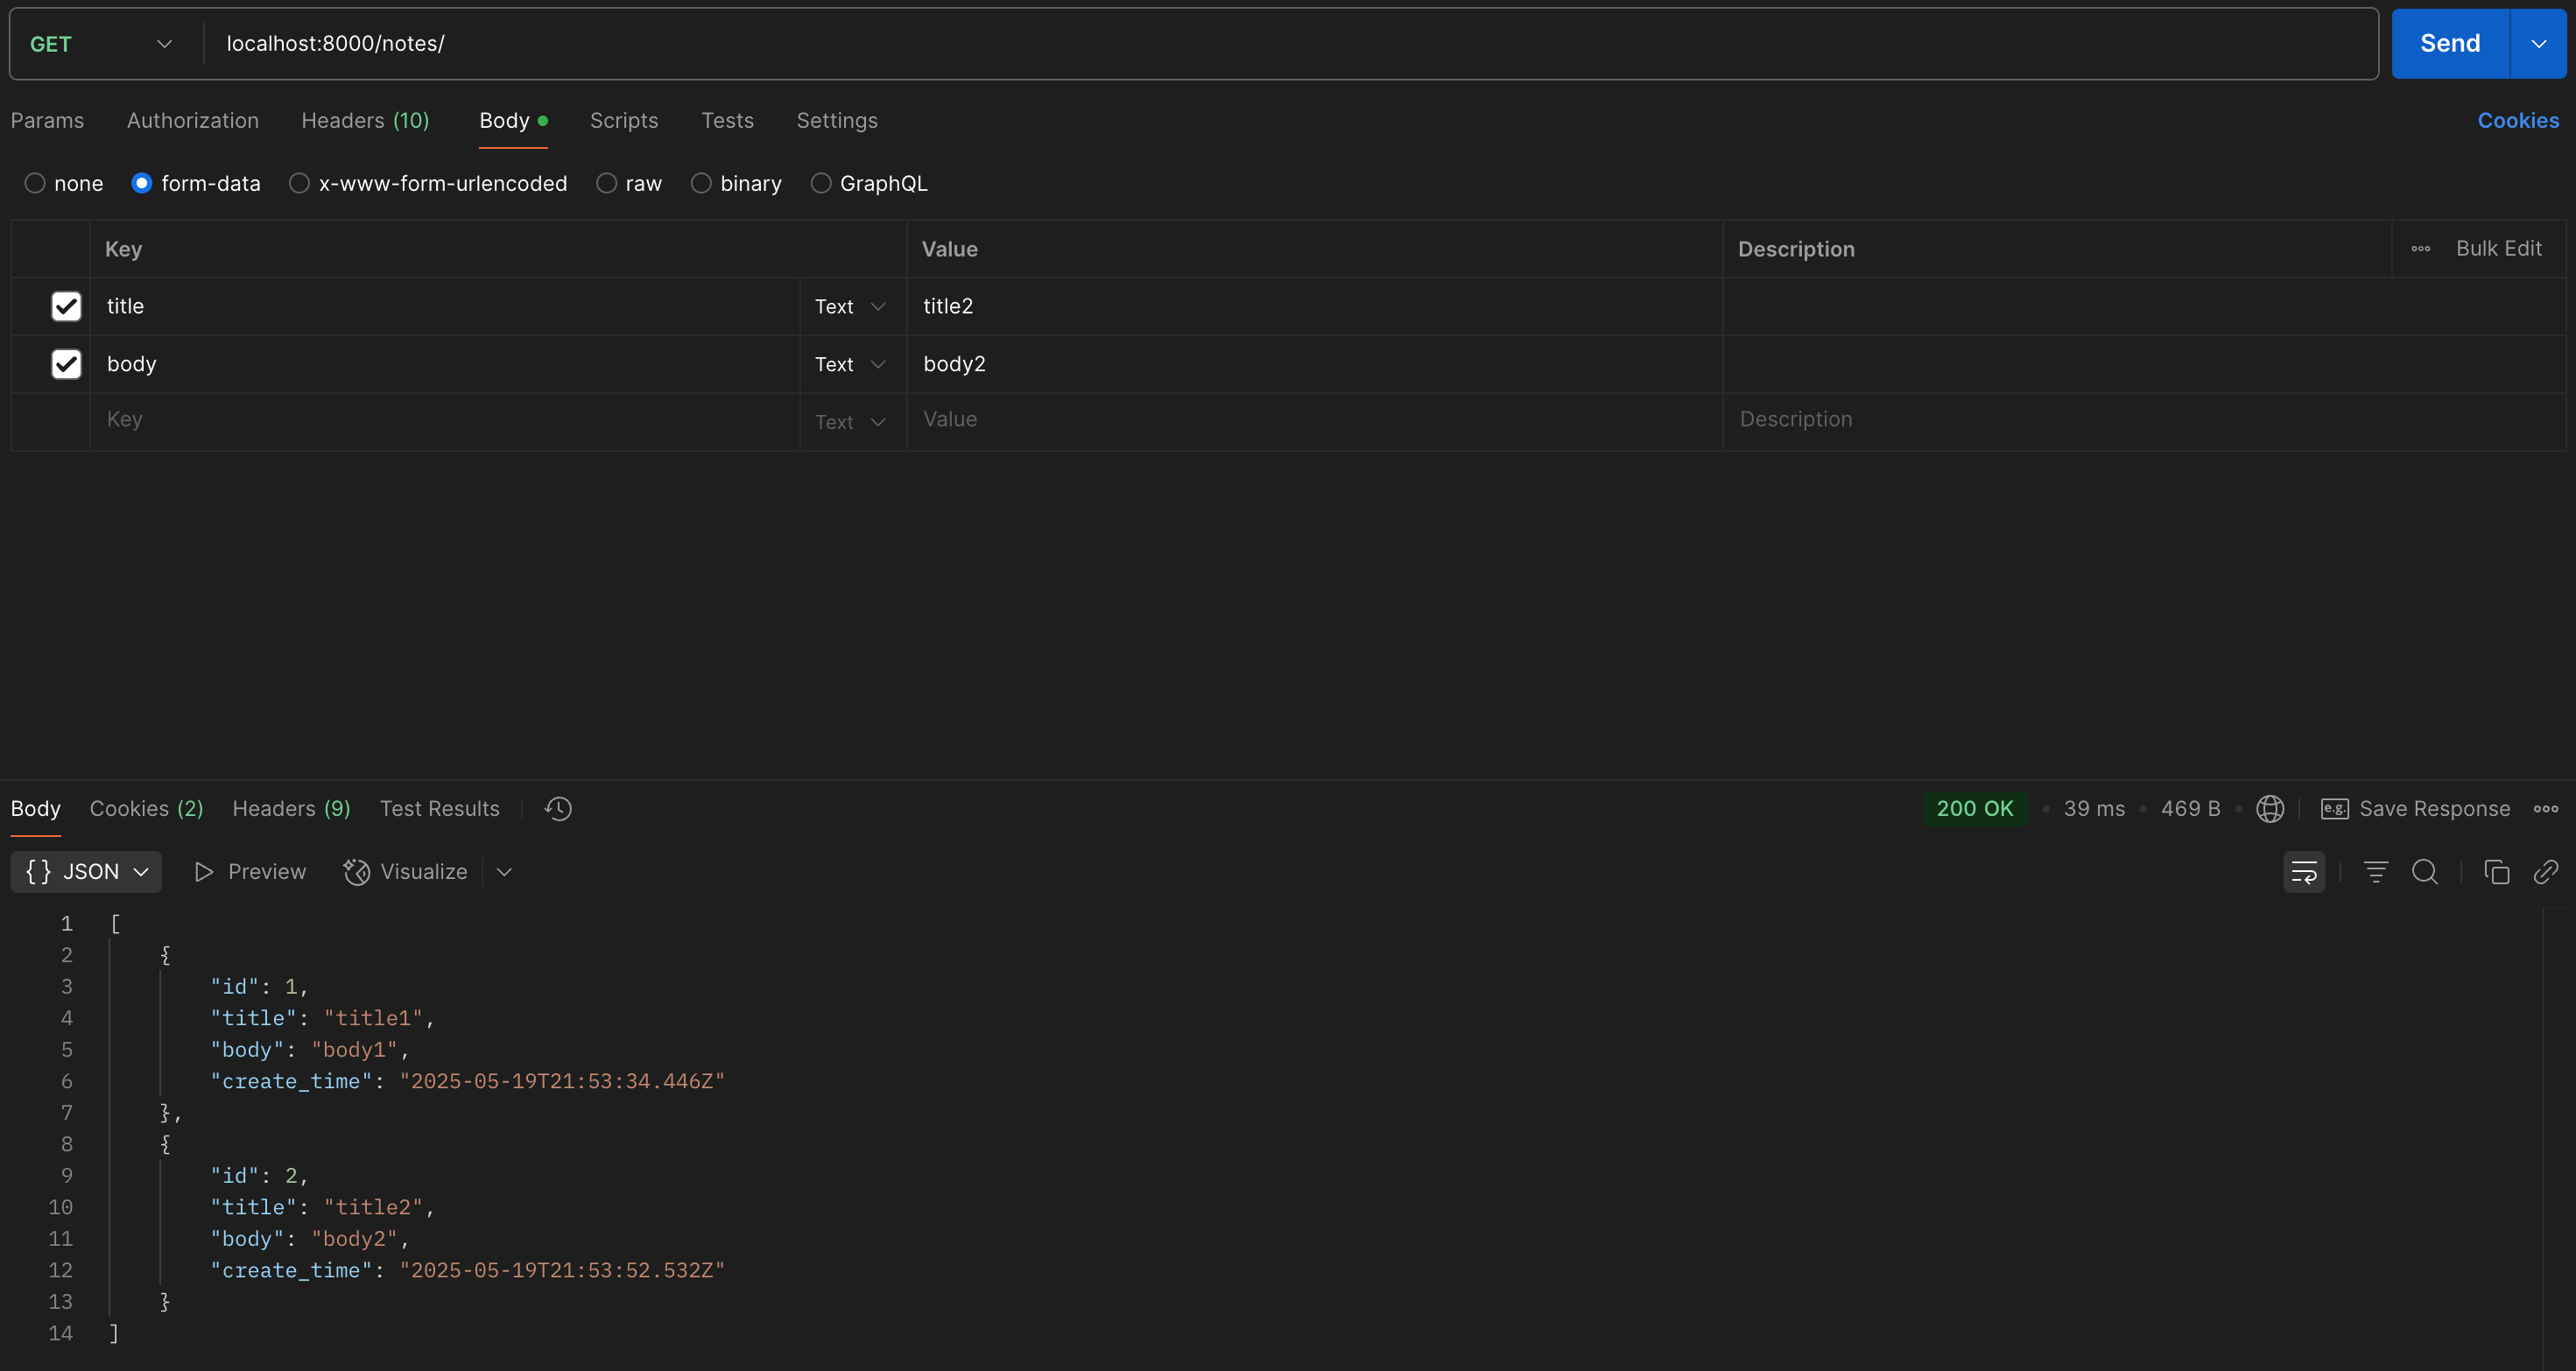 GET localhost:8000/notes/ Send
Params Authorization Headers (10) Body Scripts Tests Settings Cookies
none form-data x-www-form-urlencoded raw binary GraphQL
Key Value Description Bulk Edit
title Text title2
body Text body2
Key Text Value Description
Body Cookies (2) Headers (9) Test Results 200 OK 39 ms 469 B e.g. Save Response
{} JSON Preview Visualize
1 [
2 {
3 "id": 1,
4 "title": "title1",
5 "body": "body1",
6 "create_time": "2025-05-19T21:53:34.446Z"
7 },
8 {
9 "id": 2,
10 "title": "title2",
11 "body": "body2",
12 "create_time": "2025-05-19T21:53:52.532Z"
13 }
14 ]